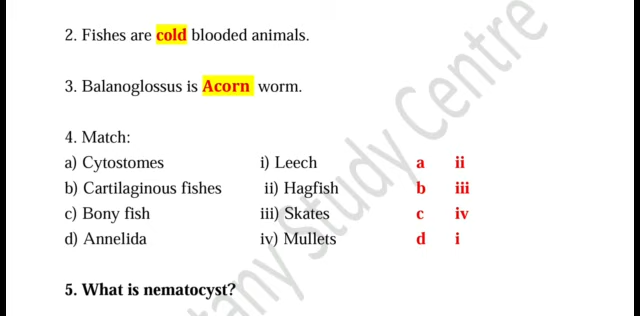 2. Fishes are cold blooded animals.
3. Balanoglossus is Acorn worm.
4. Match:
a) Cytostomes i) Leech a ii
b) Cartilaginous fishes ii) Hagfish b iii
c) Bony fish iii) Skates c iv
d) Annelida iv) Mullets d i
5. What is nematocyst?
tany Study Centre